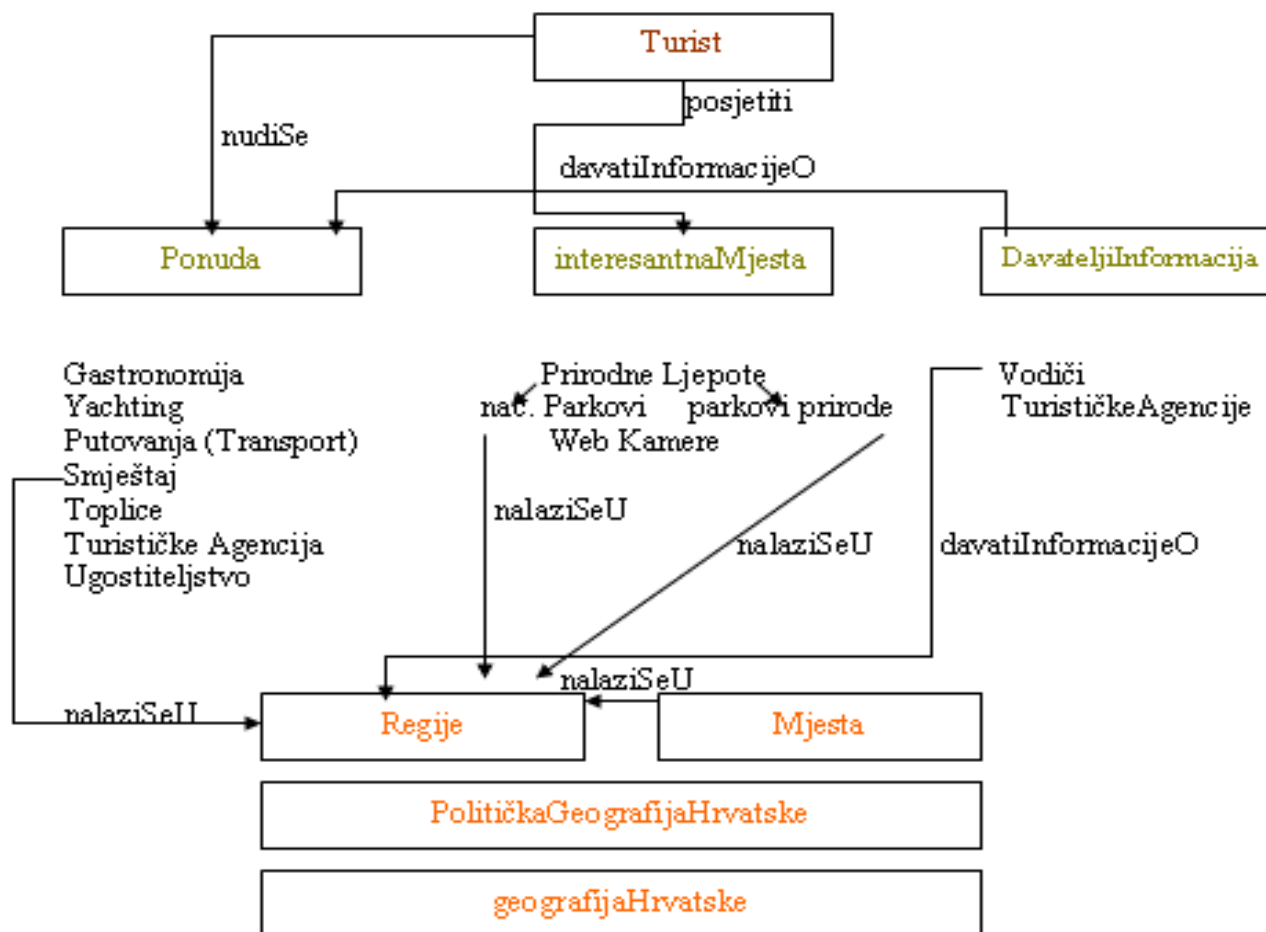 Turist
posjetiti
nudiSe
davatiInformacijeO
Ponuda
interesantnaMjesta
DavateljiInformacija
Gastronomija
Yachting
Putovanja (Transport)
Smještaj
Toplice
Turističke Agencija
Ugostiteljstvo
Prirodne Ljepote
nac. Parkovi parkovi prirode
Web Kamere
Vodiči
TurističkeAgencije
nalaziSeU
nalaziSeU
davatiInformacijeO
nalaziSeU
nalaziSeU
Regije
Mjesta
PolitičkaGeografijaHrvatske
geografijaHrvatske